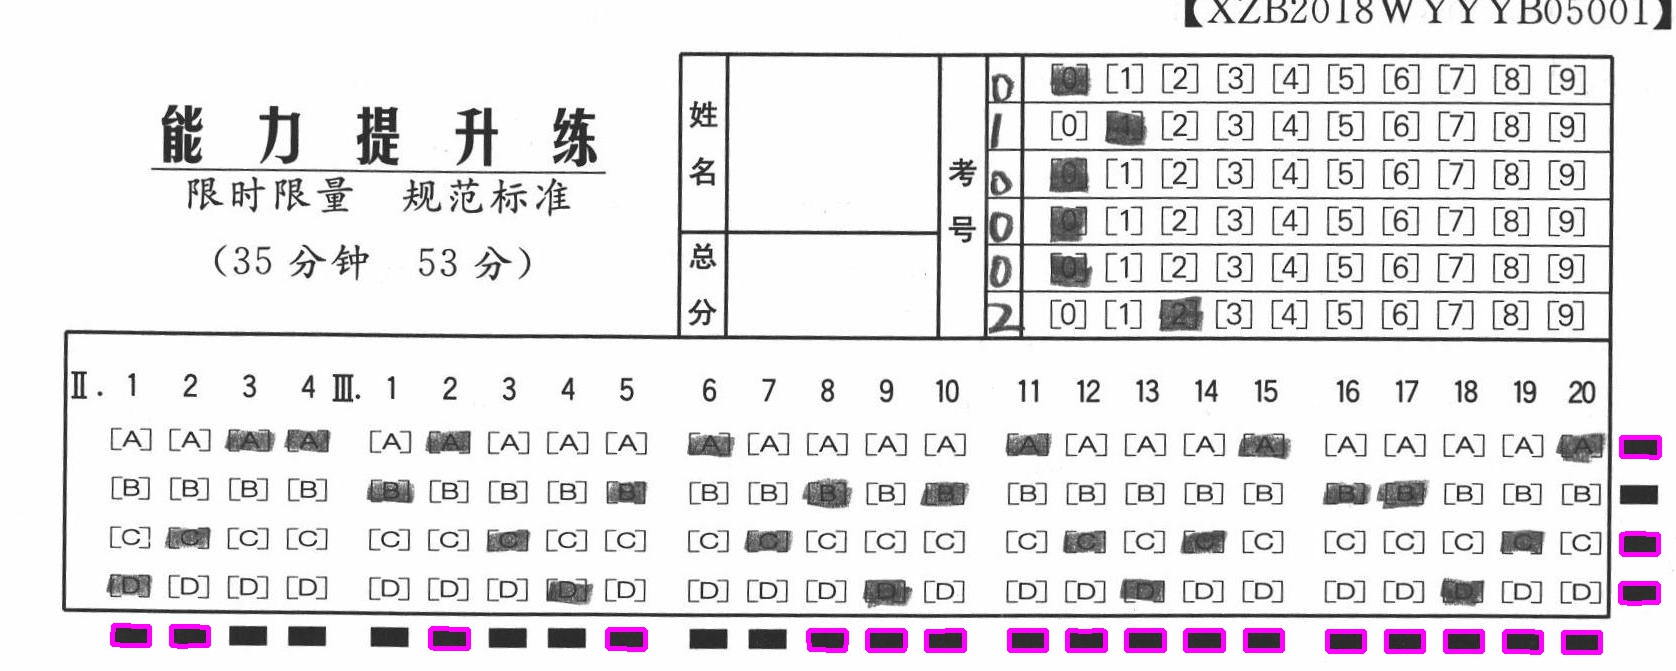 【XZB2018WYYYB05001】
能力提升练
限时限量 规范标准
(35分钟 53分)
姓名
总分
考号
0 [0] [1] [2] [3] [4] [5] [6] [7] [8] [9]
1 [0] [1] [2] [3] [4] [5] [6] [7] [8] [9]
0 [0] [1] [2] [3] [4] [5] [6] [7] [8] [9]
0 [0] [1] [2] [3] [4] [5] [6] [7] [8] [9]
0 [0] [1] [2] [3] [4] [5] [6] [7] [8] [9]
2 [0] [1] [2] [3] [4] [5] [6] [7] [8] [9]
Ⅱ. 1 2 3 4 Ⅲ. 1 2 3 4 5 6 7 8 9 10 11 12 13 14 15 16 17 18 19 20
[A] [A] [A] [A] [A] [A] [A] [A] [A] [A] [A] [A] [A] [A] [A] [A] [A] [A] [A] [A] [A] [A] [A] [A]
[B] [B] [B] [B] [B] [B] [B] [B] [B] [B] [B] [B] [B] [B] [B] [B] [B] [B] [B] [B] [B] [B] [B] [B]
[C] [C] [C] [C] [C] [C] [C] [C] [C] [C] [C] [C] [C] [C] [C] [C] [C] [C] [C] [C] [C] [C] [C] [C]
[D] [D] [D] [D] [D] [D] [D] [D] [D] [D] [D] [D] [D] [D] [D] [D] [D] [D] [D] [D] [D] [D] [D] [D]